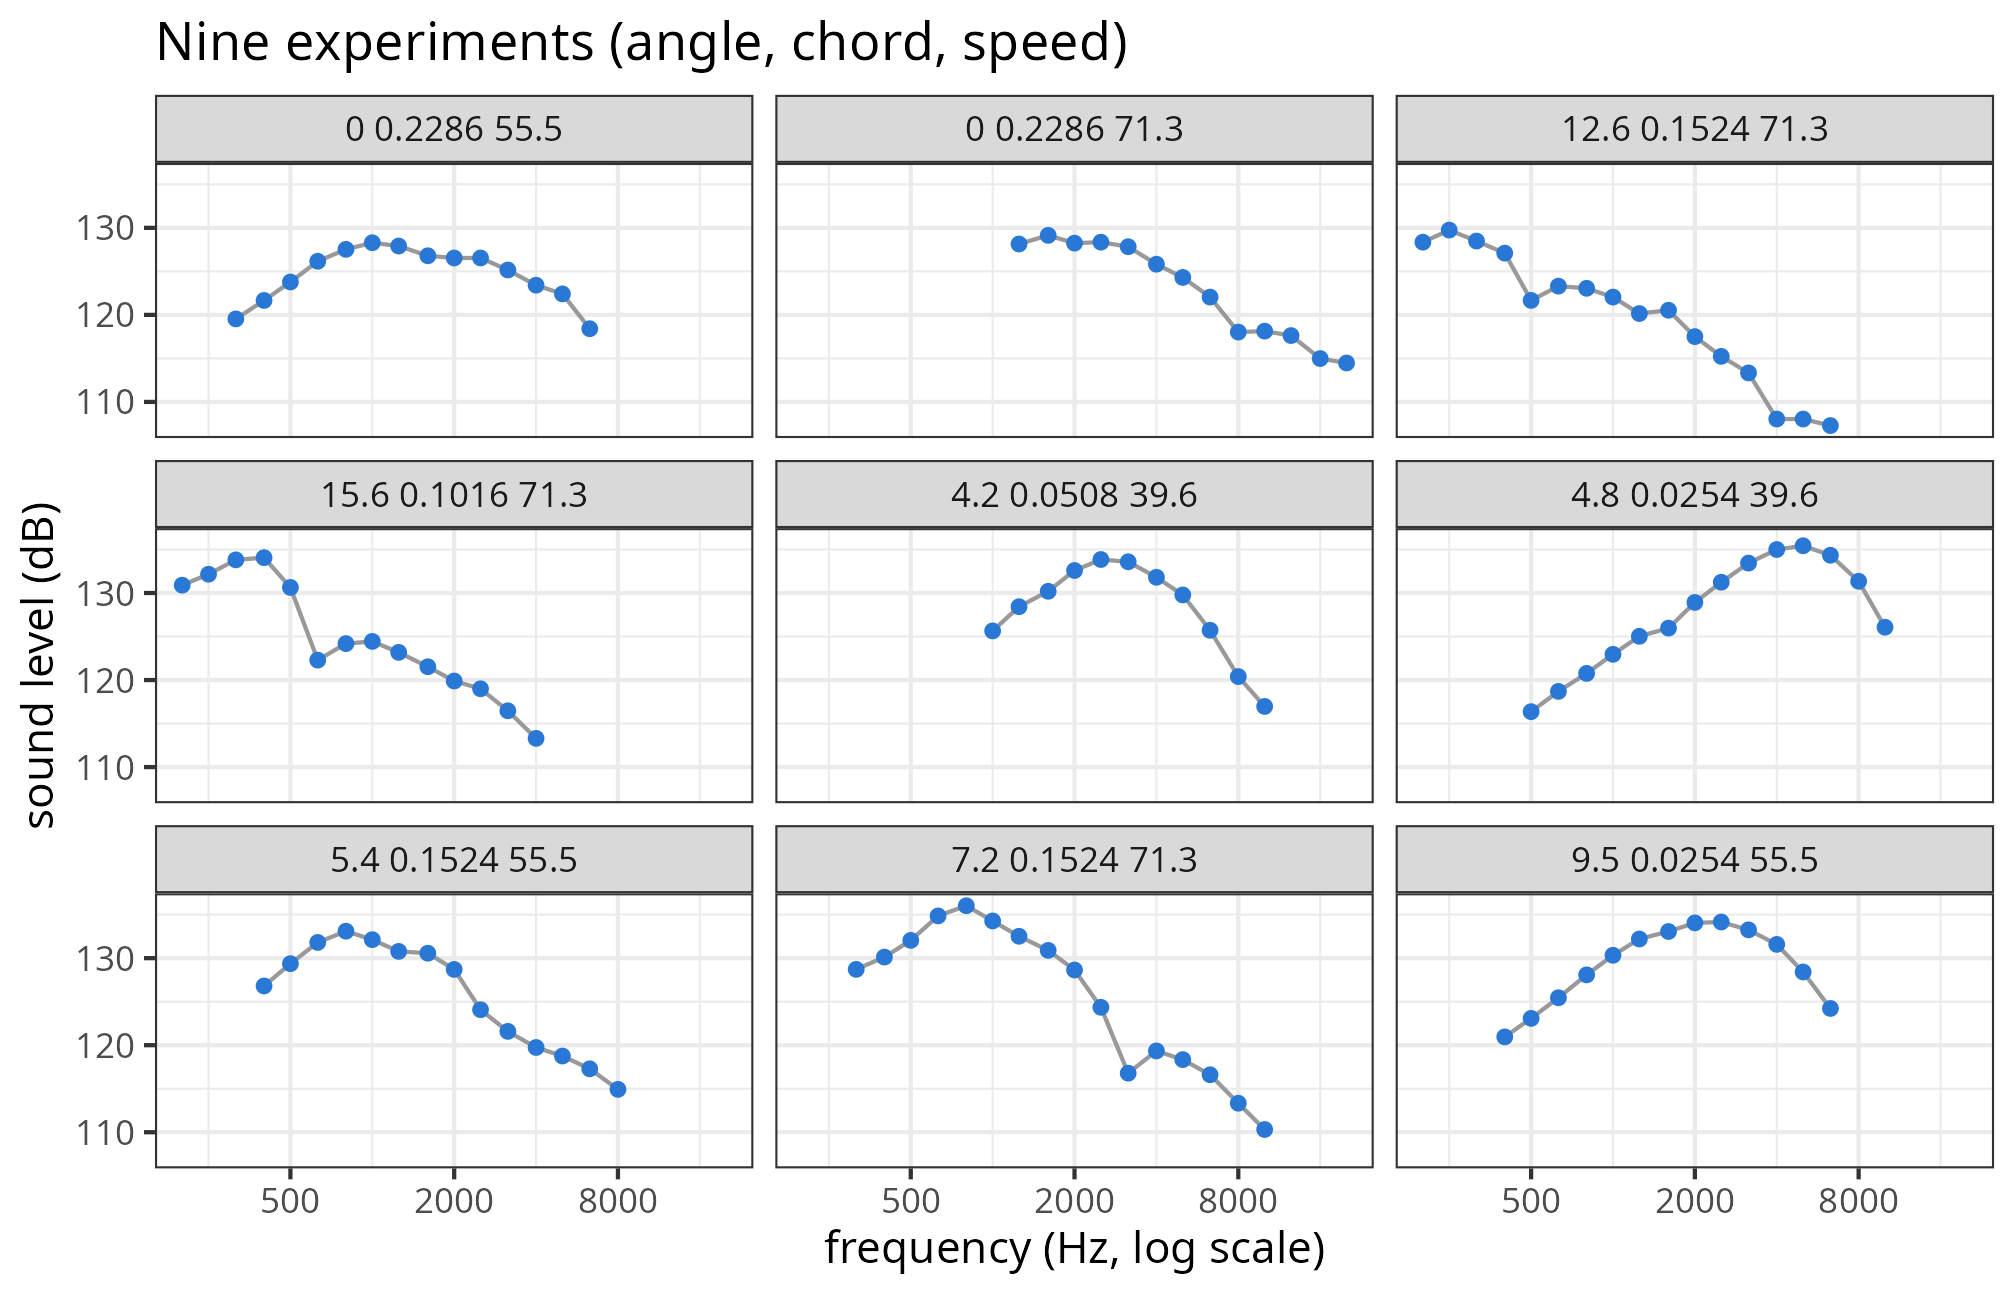 Nine experiments (angle, chord, speed)
0 0.2286 55.5
0 0.2286 71.3
12.6 0.1524 71.3
130
120
110
15.6 0.1016 71.3
4.2 0.0508 39.6
4.8 0.0254 39.6
130
120
110
sound level (dB)
5.4 0.1524 55.5
7.2 0.1524 71.3
9.5 0.0254 55.5
130
120
110
500 2000 8000
500 2000 8000
500 2000 8000
frequency (Hz, log scale)